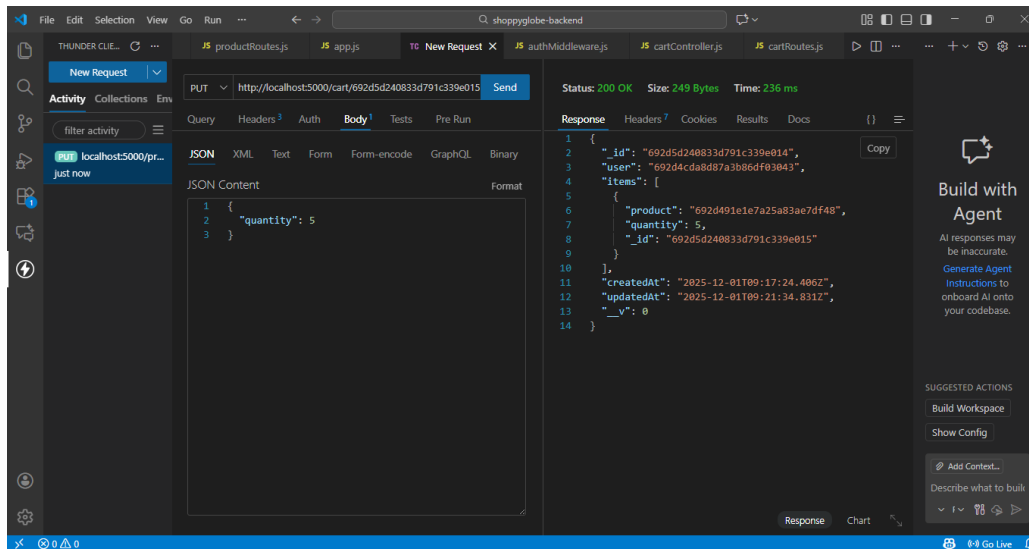 File Edit Selection View Go Run ... shoppyglobe-backend
THUNDER CLIE... ...
JS productRoutes.js JS app.js TC New Request JS authMiddleware.js JS cartController.js JS cartRoutes.js
New Request
Activity Collections Env
filter activity
PUT localhost:5000/pr...
just now
PUT http://localhost:5000/cart/692d5d240833d791c339e015 Send
Query Headers 3 Auth Body 1 Tests Pre Run
JSON XML Text Form Form-encode GraphQL Binary
JSON Content Format
1 {
2 "quantity": 5
3 }
Status: 200 OK Size: 249 Bytes Time: 236 ms
Response Headers 7 Cookies Results Docs {}
Copy
1 {
2 "_id": "692d5d240833d791c339e014",
3 "user": "692d4cda8d87a3b86df03043",
4 "items": [
5 {
6 "product": "692d491e1e7a25a83ae7df48",
7 "quantity": 5,
8 "_id": "692d5d240833d791c339e015"
9 }
10 ],
11 "createdAt": "2025-12-01T09:17:24.406Z",
12 "updatedAt": "2025-12-01T09:21:34.831Z",
13 "__v": 0
14 }
Response Chart
Build with
Agent
AI responses may
be inaccurate.
Generate Agent
Instructions to
onboard AI onto
your codebase.
SUGGESTED ACTIONS
Build Workspace
Show Config
Add Context...
Describe what to build
1
0 0
Go Live